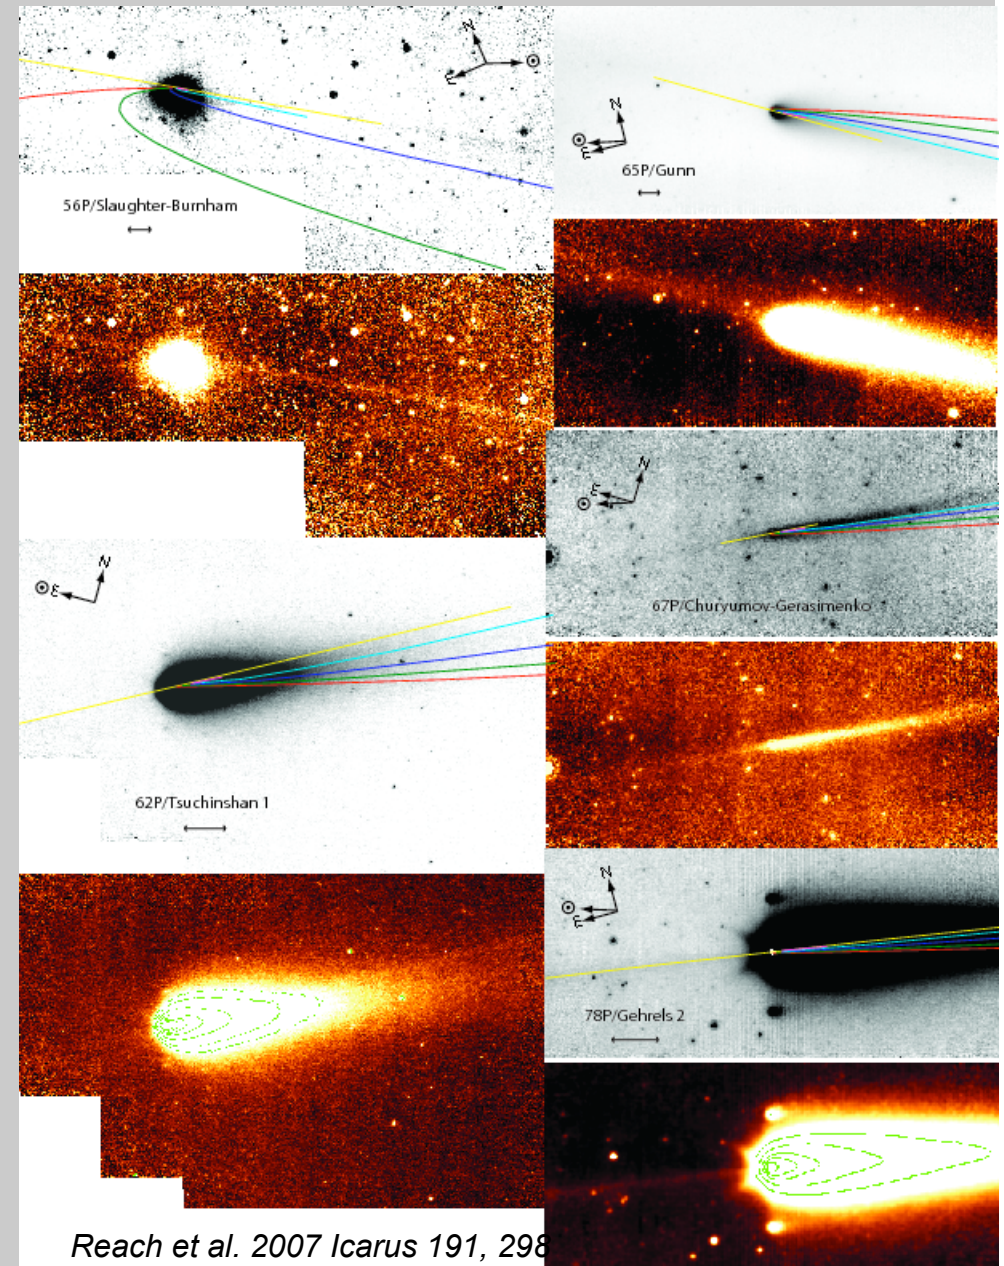 N
E
56P/Slaughter-Burnham
N
E
65P/Gunn
N
E
67P/Churyumov-Gerasimenko
N
E
62P/Tsuchinshan 1
N
E
78P/Gehrels 2
Reach et al. 2007 Icarus 191, 298